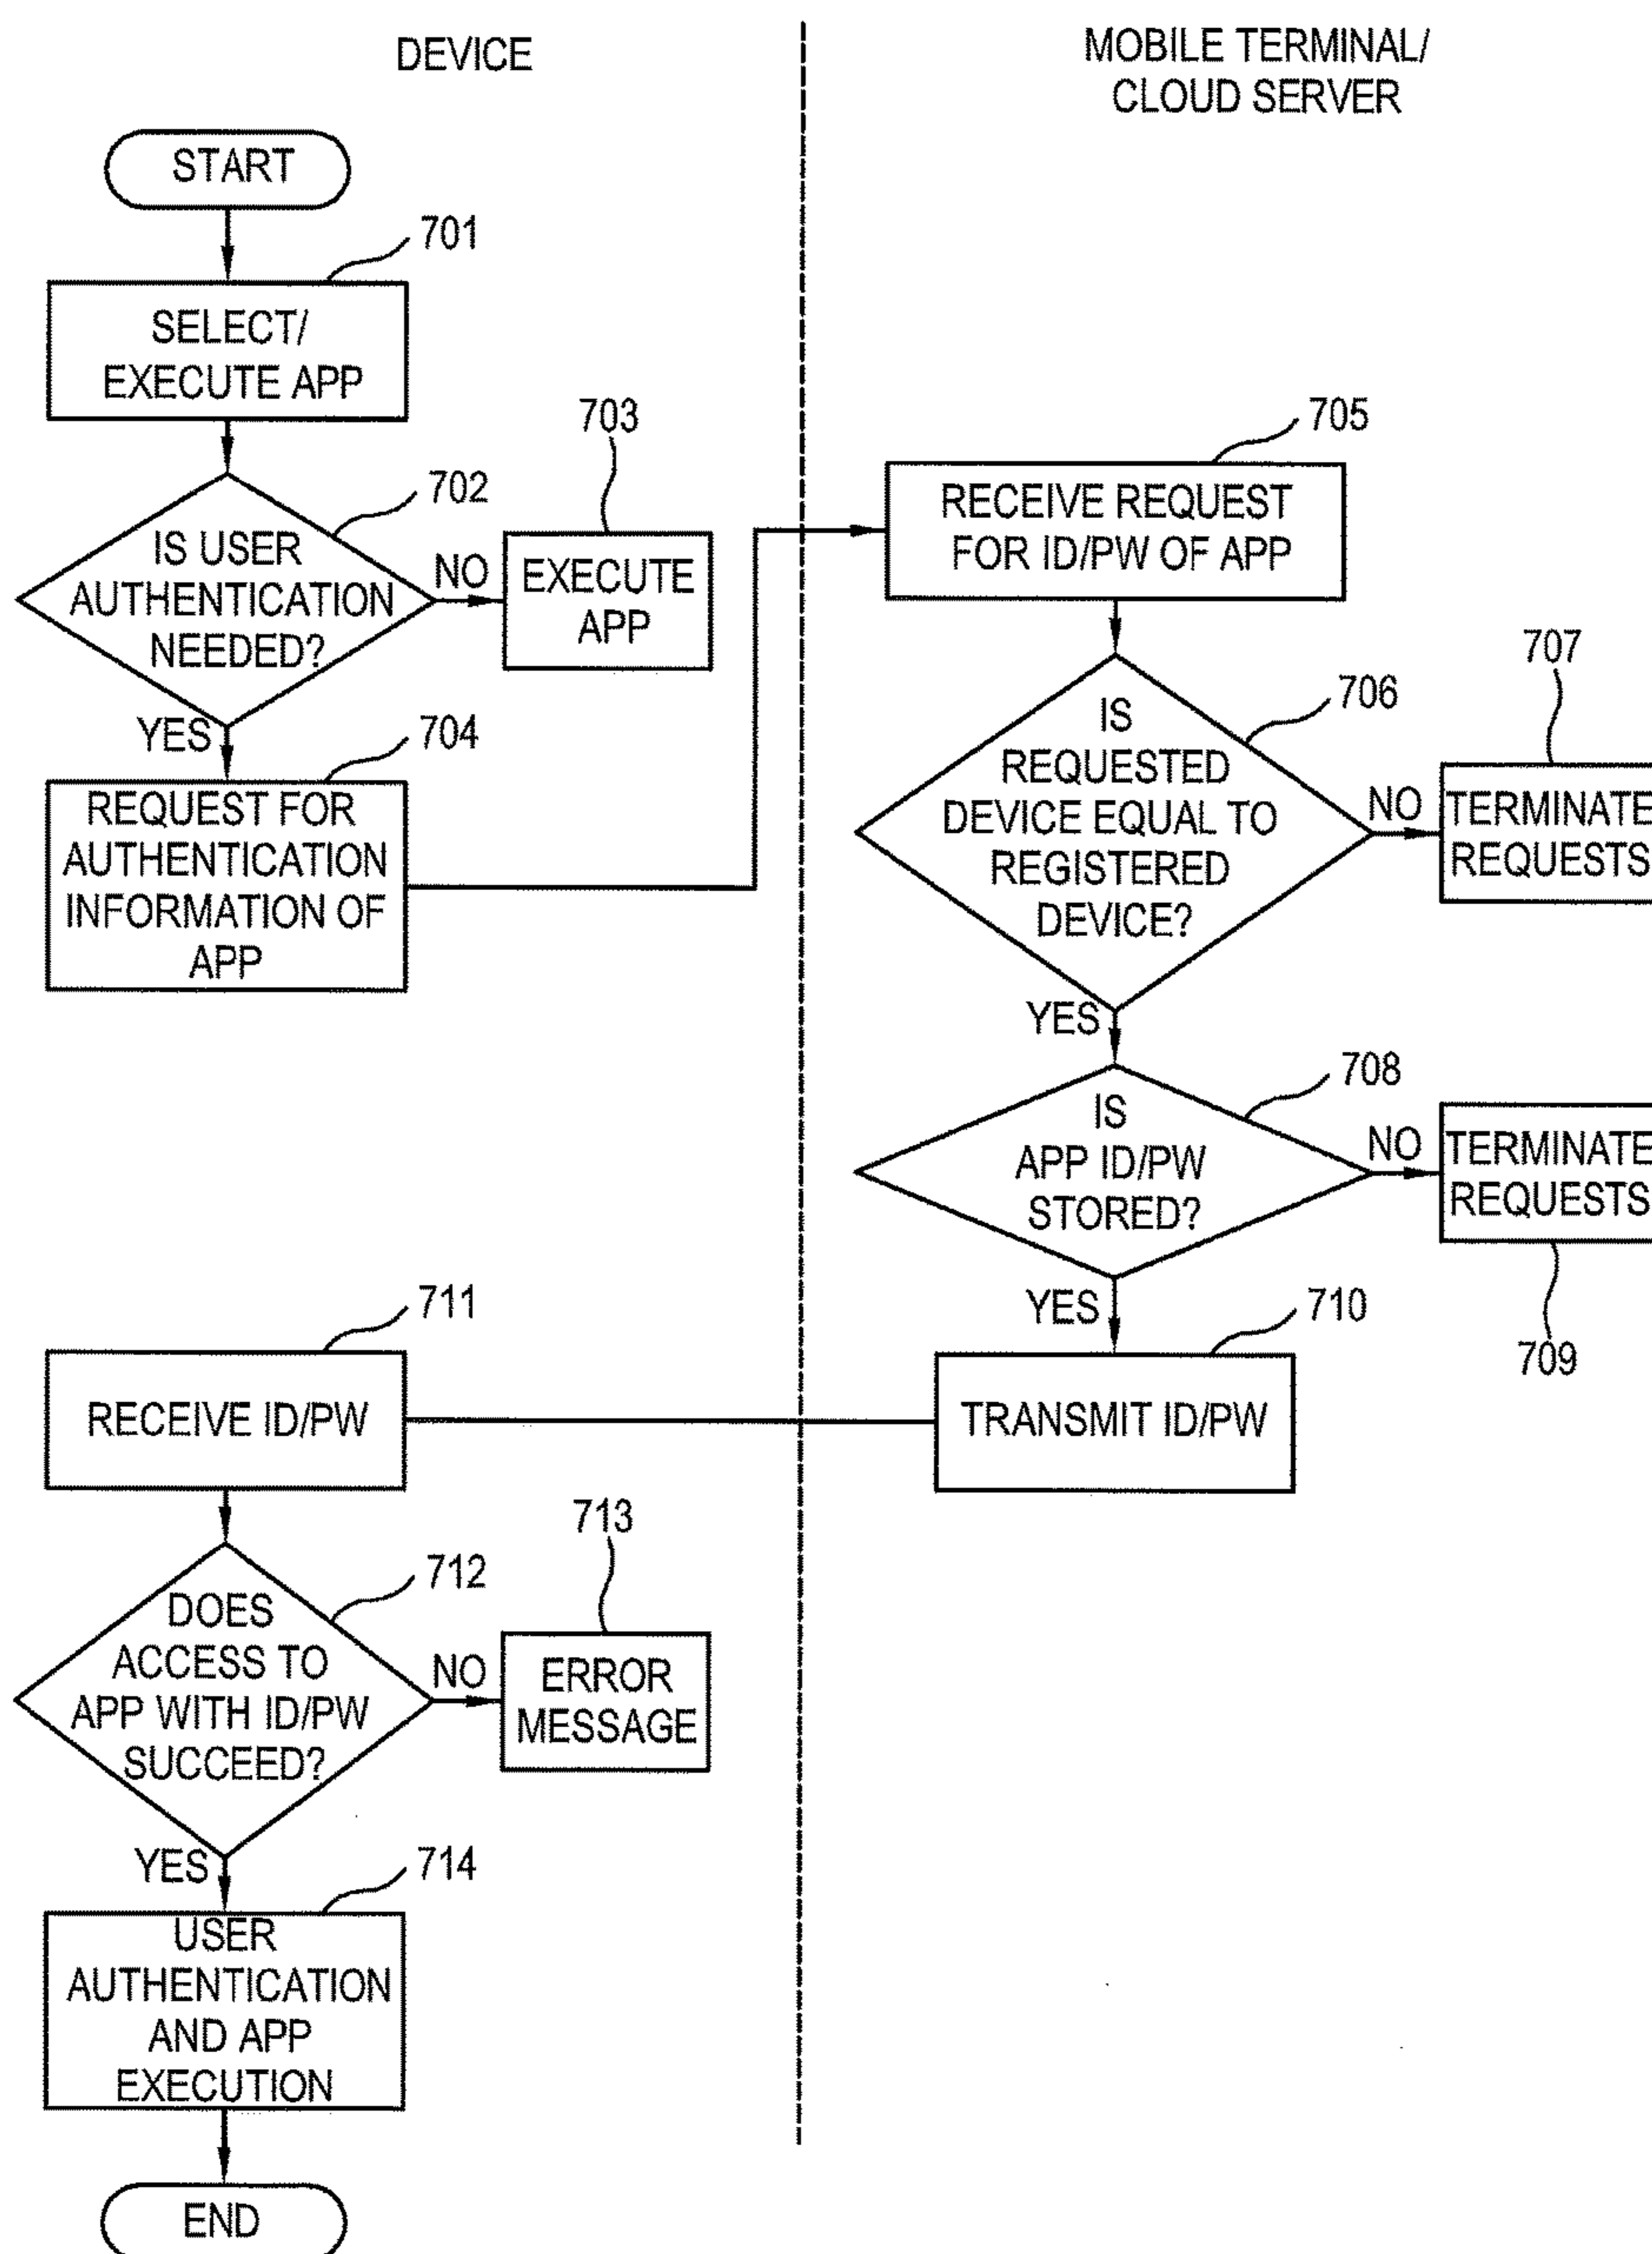 DEVICE
MOBILE TERMINAL/
CLOUD SERVER
START
701
SELECT/
EXECUTE APP
702
IS USER
AUTHENTICATION
NEEDED?
NO
703
EXECUTE
APP
YES
704
REQUEST FOR
AUTHENTICATION
INFORMATION OF
APP
705
RECEIVE REQUEST
FOR ID/PW OF APP
706
IS
REQUESTED
DEVICE EQUAL TO
REGISTERED
DEVICE?
NO
707
TERMINATE
REQUESTS
YES
708
IS
APP ID/PW
STORED?
NO
TERMINATE
REQUESTS
709
YES
710
TRANSMIT ID/PW
711
RECEIVE ID/PW
712
DOES
ACCESS TO
APP WITH ID/PW
SUCCEED?
NO
713
ERROR
MESSAGE
YES
714
USER
AUTHENTICATION
AND APP
EXECUTION
END